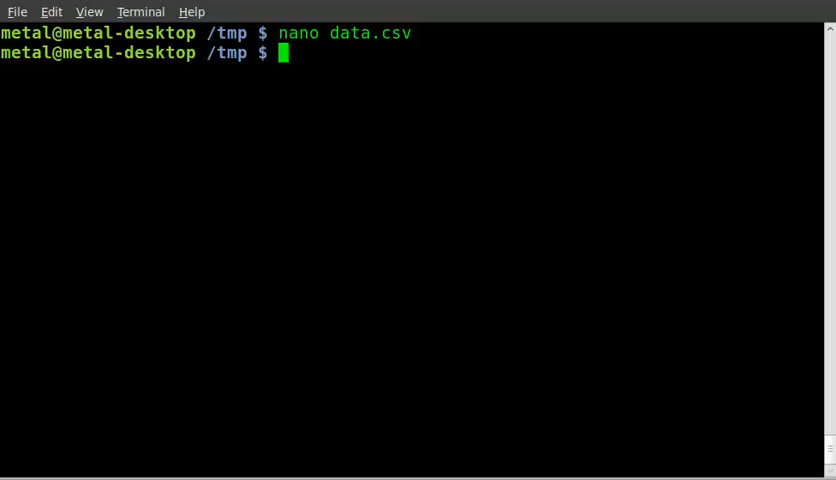 File Edit View Terminal Help
metal@metal-desktop /tmp $ nano data.csv
metal@metal-desktop /tmp $